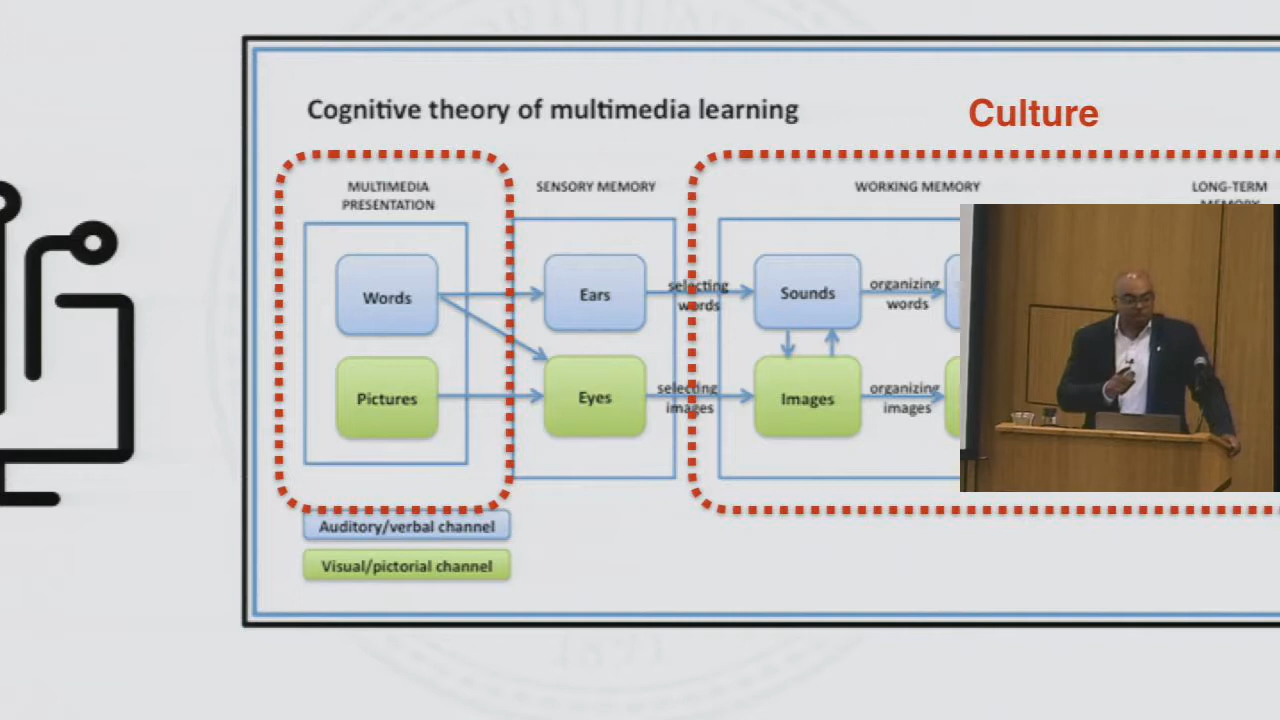 Cognitive theory of multimedia learning
Culture
MULTIMEDIA
PRESENTATION
SENSORY MEMORY
WORKING MEMORY
LONG-TERM
MEMORY
Words
Ears
selecting
words
Sounds
organizing
words
Pictures
Eyes
selecting
images
Images
organizing
images
Auditory/verbal channel
Visual/pictorial channel